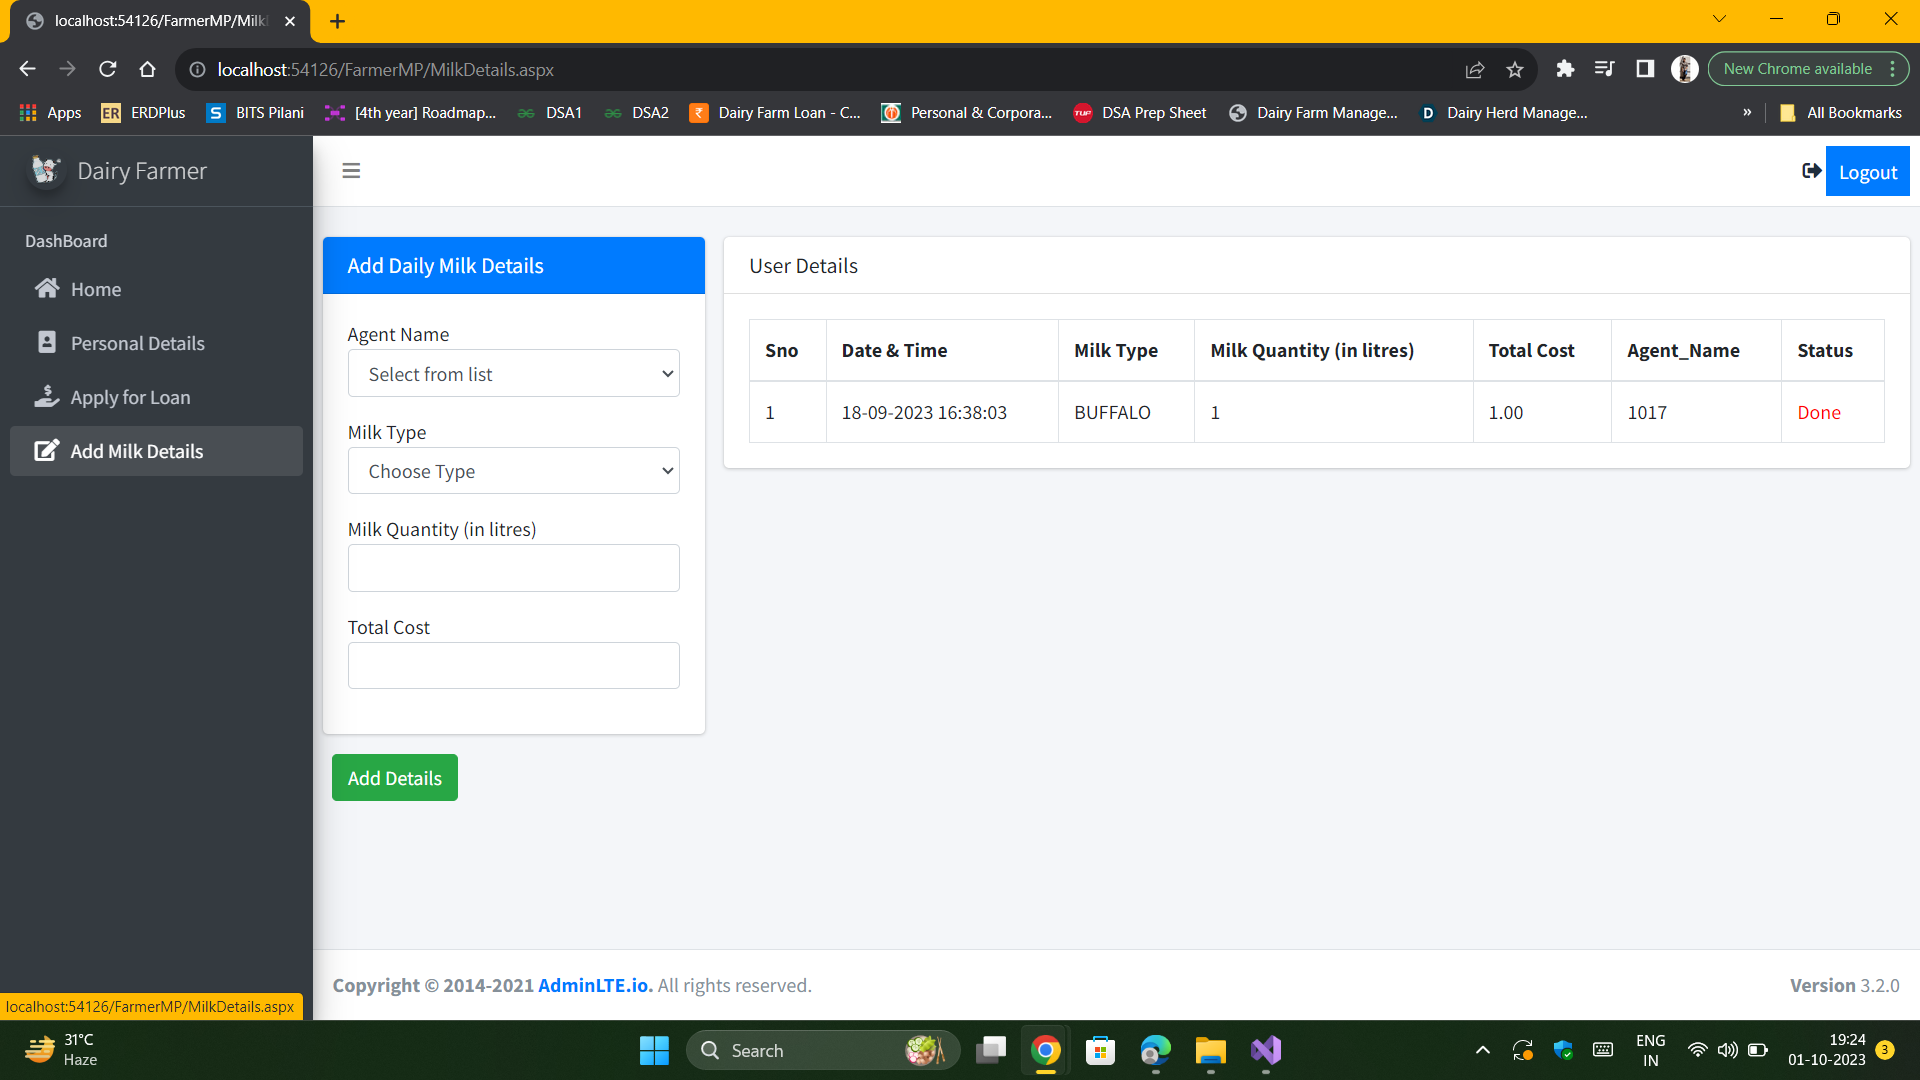 localhost:54126/FarmerMP/Milk
localhost:54126/FarmerMP/MilkDetails.aspx
New Chrome available
Apps
ERDPlus
BITS Pilani
[4th year] Roadmap...
DSA1
DSA2
Dairy Farm Loan - C...
Personal & Corpora...
DSA Prep Sheet
Dairy Farm Manage...
Dairy Herd Manage...
»
All Bookmarks
Dairy Farmer
Logout
DashBoard
Home
Personal Details
Apply for Loan
Add Milk Details
Add Daily Milk Details
Agent Name
Select from list
Milk Type
Choose Type
Milk Quantity (in litres)
Total Cost
Add Details
User Details
Sno Date & Time Milk Type Milk Quantity (in litres) Total Cost Agent_Name Status
1 18-09-2023 16:38:03 BUFFALO 1 1.00 1017 Done
Copyright © 2014-2021 AdminLTE.io. All rights reserved.
Version 3.2.0
localhost:54126/FarmerMP/MilkDetails.aspx
31°C
Haze
Search
ENG
IN
19:24
01-10-2023
3